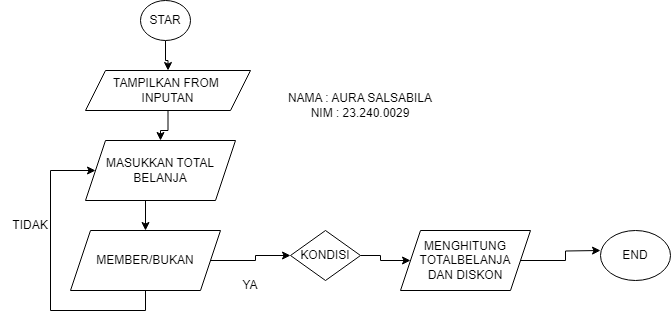 STAR
TAMPILKAN FROM
INPUTAN
NAMA : AURA SALSABILA
NIM : 23.240.0029
MASUKKAN TOTAL
BELANJA
TIDAK
MEMBER/BUKAN
YA
KONDISI
MENGHITUNG
TOTALBELANJA
DAN DISKON
END